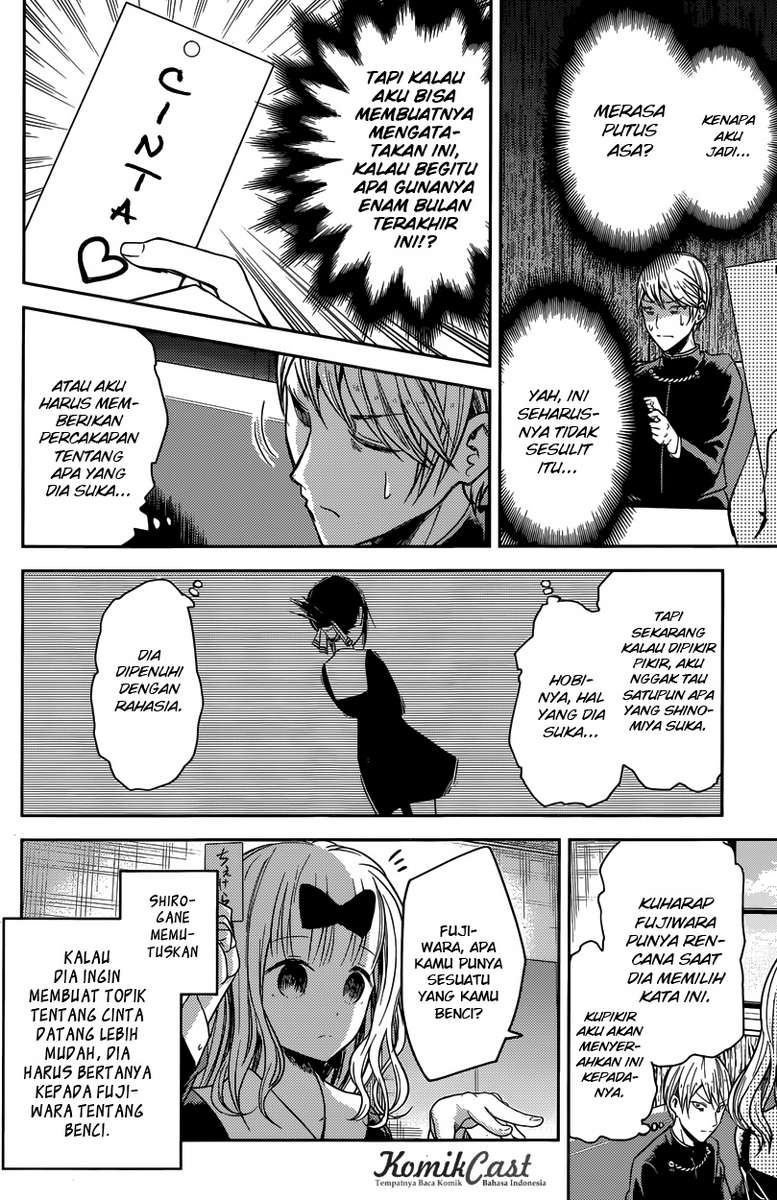 KENAPA
AKU
JADI...
MERASA
PUTUS
ASA?
YAH, INI
SEHARUS-
NYA TIDAK
SESULIT
ITU...
TAPI KALAU
AKU BISA
MEMBUATNYA
MENGATA-
TAKAN INI,
KALAU BEGITU
APA GUNANYA
ENAM BULAN
TERAKHIR
INI!?
CINTA
ATAU AKU
HARUS MEM-
BERIKAN
PERCAKAPAN
TENTANG
APA YANG
DIA SUKA...
TAPI
SEKARANG
KALAU DIPIKIR
PIKIR, AKU
NGGAK TAU
SATUPUN APA
YANG SHINO-
MIYA SUKA.
HOBI-
NYA, HAL
YANG DIA
SUKA...
DIA
DIPENUHI
DENGAN
RAHASIA.
KUHARAP
FUJIWARA
PUNYA REN-
CANA SAAT
DIA MEMILIH
KATA INI.
KUPIKIR
AKU AKAN
MENYER-
AHKAN INI
KEPADA-
NYA.
FUJI-
WARA, APA
KAMU PUNYA
SESUATU
YANG KAMU
BENCI?
SHIRO-
GANE
MEMU-
TUSKAN
KALAU
DIA INGIN
MEMBUAT TOPIK
TENTANG CINTA
DATANG LEBIH
MUDAH, DIA
HARUS BERTANYA
KEPADA FUJI-
WARA TENTANG
BENCI.
KomikCast
Tempatnya Baca Komik Bahasa Indonesia